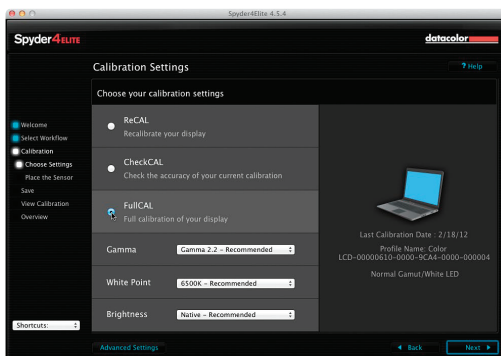 Spyder4Elite 4.5.4
Spyder4ELITE
datacolor
Calibration Settings
? Help
Choose your calibration settings
Welcome
Select Workflow
Calibration
Choose Settings
Place the Sensor
Save
View Calibration
Overview
ReCAL
Recalibrate your display
CheckCAL
Check the accuracy of your current calibration
FullCAL
Full calibration of your display
Gamma
Gamma 2.2 – Recommended
White Point
6500K – Recommended
Brightness
Native – Recommended
Last Calibration Date : 2/18/12
Profile Name: Color
LCD-00000610-0000-9CA4-0000-000004
Normal Gamut/White LED
Shortcuts:
Advanced Settings
Back
Next